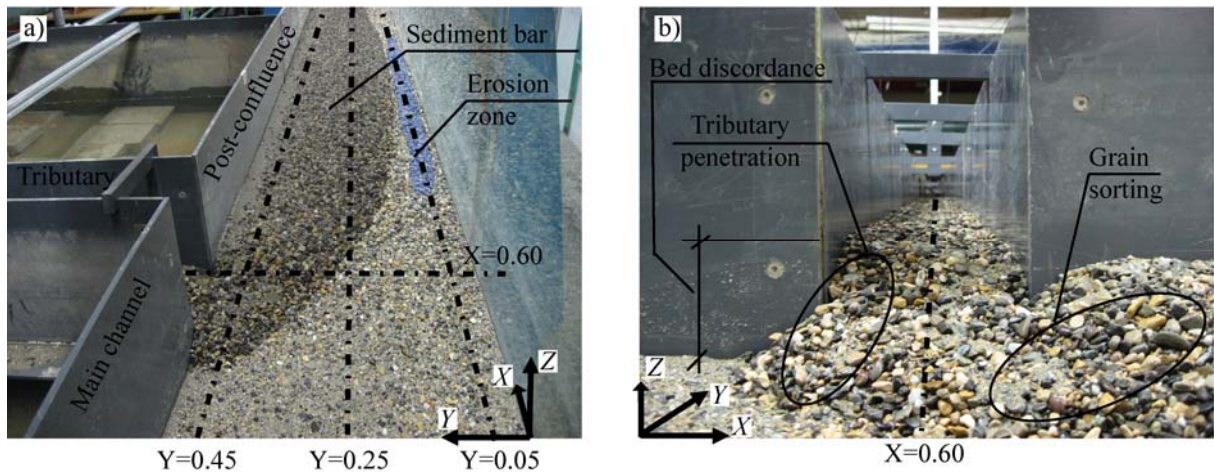 a)
Sediment bar
Erosion
zone
Post-confluence
Tributary
X=0.60
Main channel
Z
X
Y
Y=0.45
Y=0.25
Y=0.05
b)
Bed discordance
Tributary
penetration
Grain
sorting
Z
Y
X
X=0.60